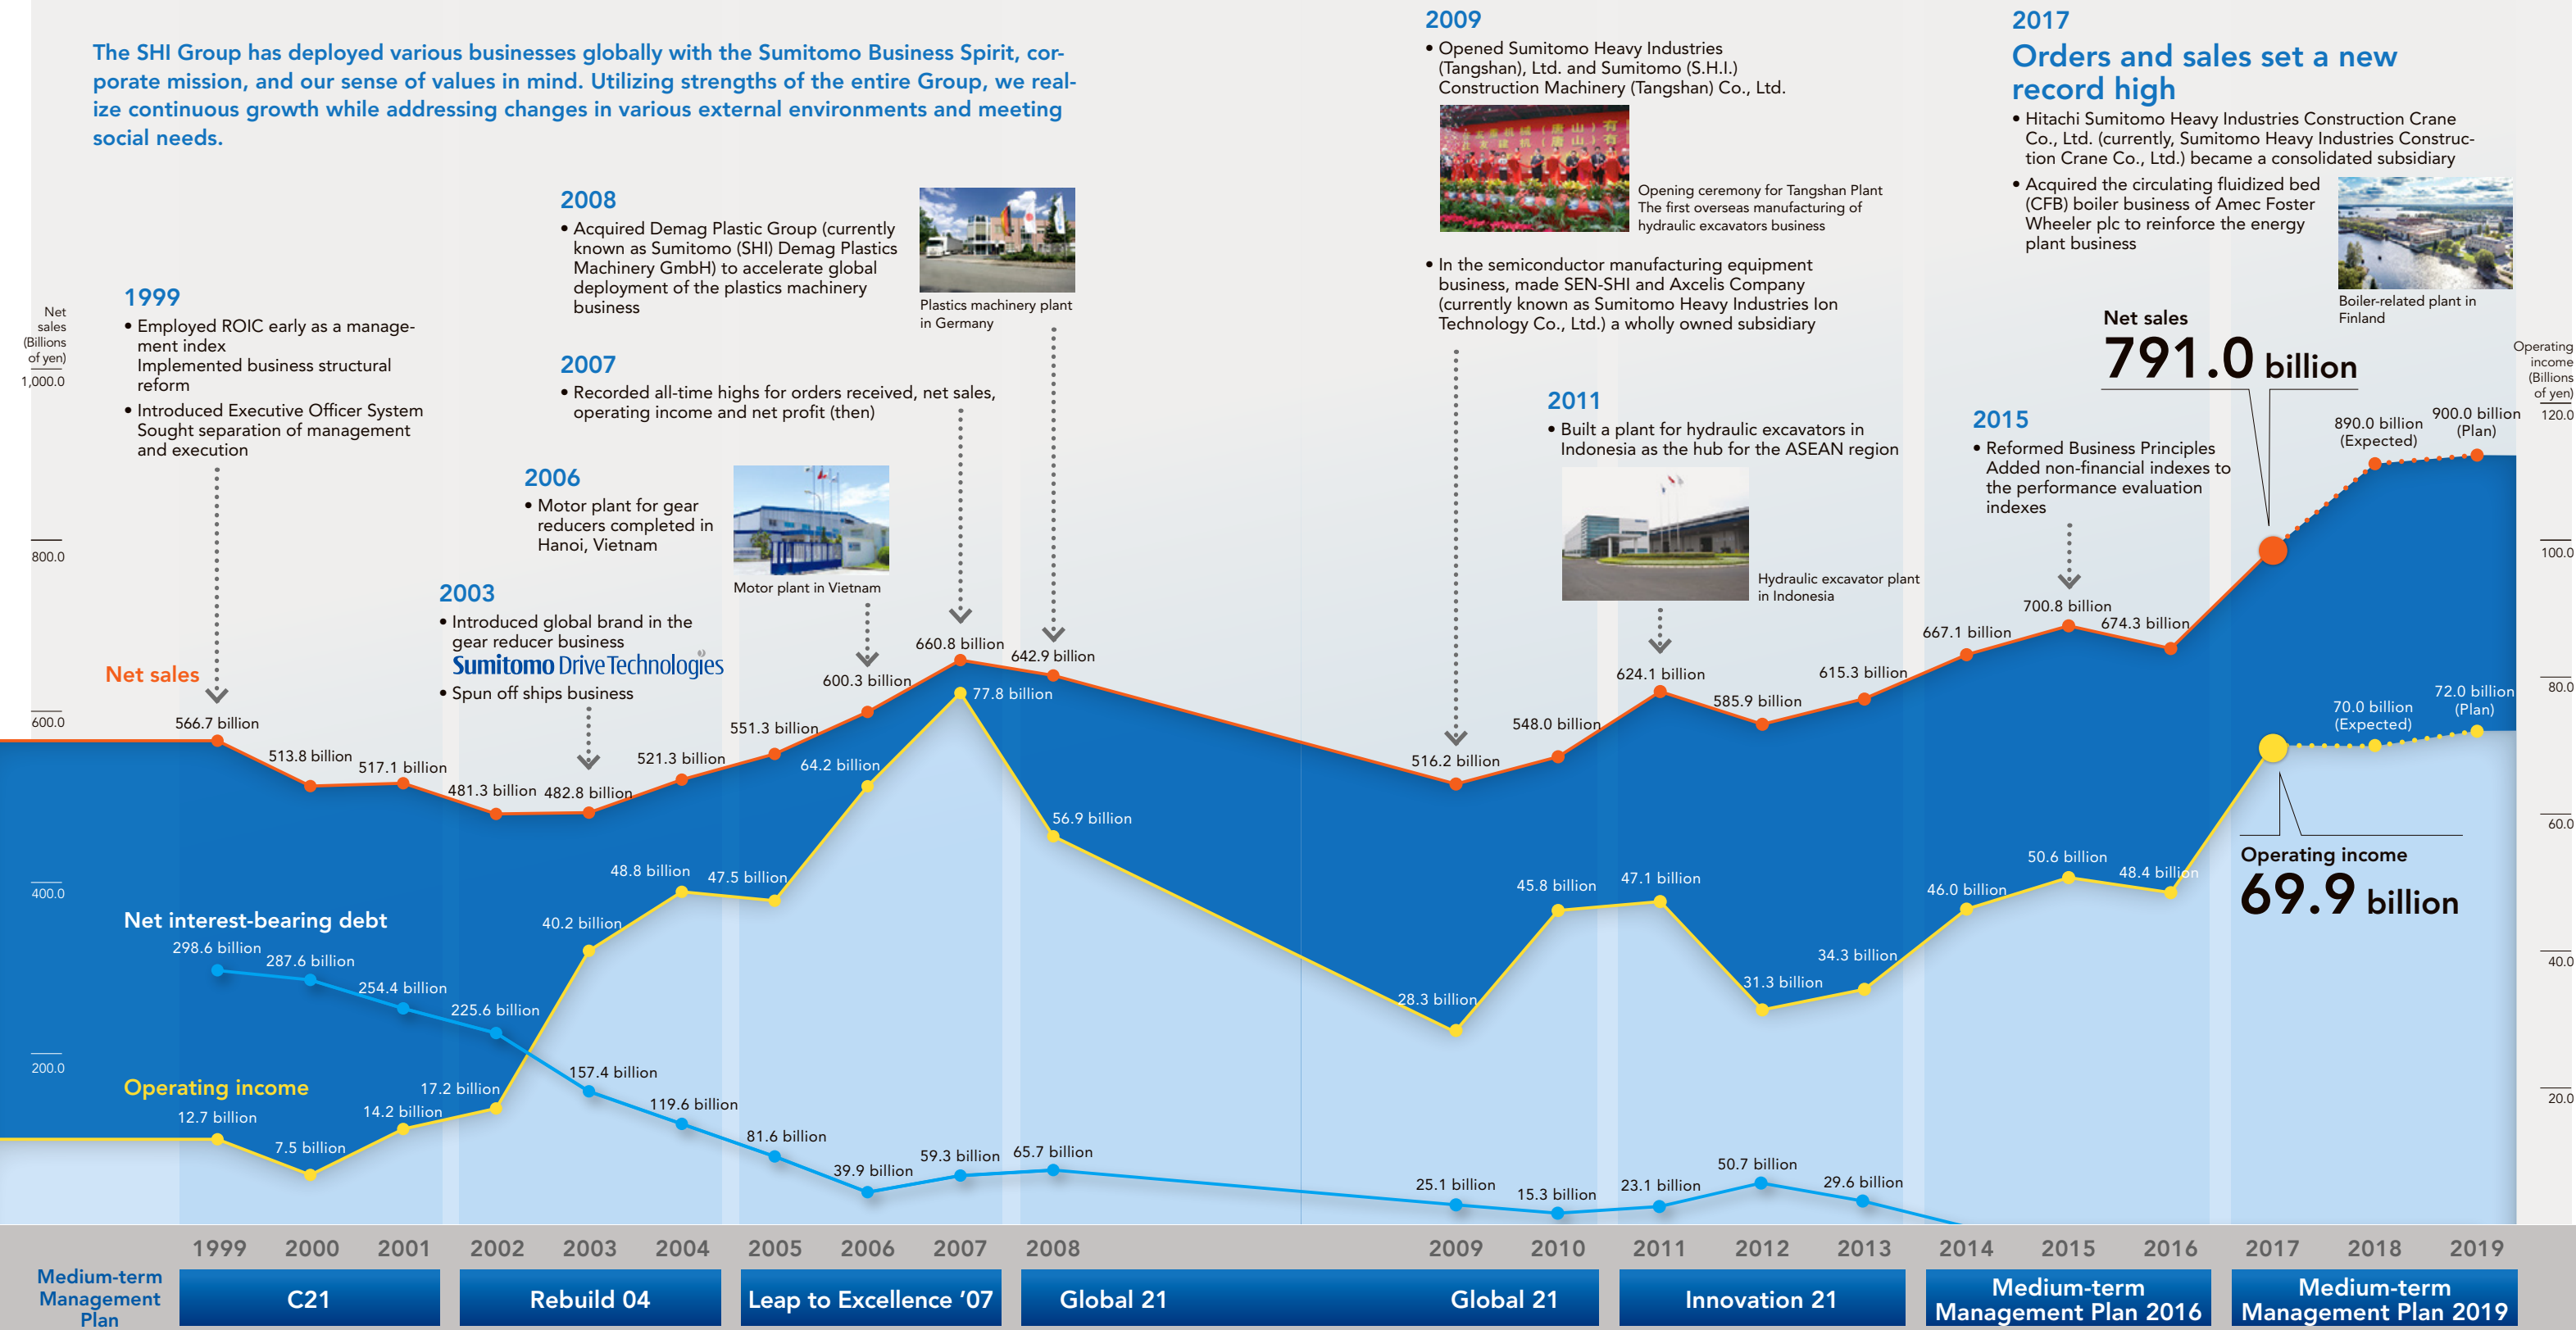 The SHI Group has deployed various businesses globally with the Sumitomo Business Spirit, cor-
porate mission, and our sense of values in mind. Utilizing strengths of the entire Group, we real-
ize continuous growth while addressing changes in various external environments and meeting
social needs.
1999
• Employed ROIC early as a manage-
ment index
Implemented business structural
reform
• Introduced Executive Officer System
Sought separation of management
and execution
2008
• Acquired Demag Plastic Group (currently
known as Sumitomo (SHI) Demag Plastics
Machinery GmbH) to accelerate global
deployment of the plastics machinery
business
Plastics machinery plant
in Germany
2007
• Recorded all-time highs for orders received, net sales,
operating income and net profit (then)
2006
• Motor plant for gear
reducers completed in
Hanoi, Vietnam
Motor plant in Vietnam
2003
• Introduced global brand in the
gear reducer business
Sumitomo Drive Technologies
• Spun off ships business
2009
• Opened Sumitomo Heavy Industries
(Tangshan), Ltd. and Sumitomo (S.H.I.)
Construction Machinery (Tangshan) Co., Ltd.
Opening ceremony for Tangshan Plant
The first overseas manufacturing of
hydraulic excavators business
• In the semiconductor manufacturing equipment
business, made SEN-SHI and Axcelis Company
(currently known as Sumitomo Heavy Industries Ion
Technology Co., Ltd.) a wholly owned subsidiary
2011
• Built a plant for hydraulic excavators in
Indonesia as the hub for the ASEAN region
Hydraulic excavator plant
in Indonesia
2015
• Reformed Business Principles
Added non-financial indexes to
the performance evaluation
indexes
2017
Orders and sales set a new
record high
• Hitachi Sumitomo Heavy Industries Construction Crane
Co., Ltd. (currently, Sumitomo Heavy Industries Construc-
tion Crane Co., Ltd.) became a consolidated subsidiary
• Acquired the circulating fluidized bed
(CFB) boiler business of Amec Foster
Wheeler plc to reinforce the energy
plant business
Boiler-related plant in
Finland
Net
sales
(Billions
of yen)
1,000.0
800.0
600.0
400.0
200.0
Operating
income
(Billions
of yen)
120.0
100.0
80.0
60.0
40.0
20.0
Net sales
566.7 billion
513.8 billion
517.1 billion
481.3 billion
482.8 billion
521.3 billion
551.3 billion
600.3 billion
660.8 billion
642.9 billion
516.2 billion
548.0 billion
624.1 billion
585.9 billion
615.3 billion
667.1 billion
700.8 billion
674.3 billion
Net sales
791.0 billion
890.0 billion
(Expected)
900.0 billion
(Plan)
Net interest-bearing debt
298.6 billion
287.6 billion
254.4 billion
225.6 billion
157.4 billion
119.6 billion
81.6 billion
39.9 billion
59.3 billion
65.7 billion
25.1 billion
15.3 billion
23.1 billion
50.7 billion
29.6 billion
Operating income
12.7 billion
7.5 billion
14.2 billion
17.2 billion
40.2 billion
48.8 billion
47.5 billion
64.2 billion
77.8 billion
56.9 billion
28.3 billion
45.8 billion
47.1 billion
31.3 billion
34.3 billion
46.0 billion
50.6 billion
48.4 billion
Operating income
69.9 billion
70.0 billion
(Expected)
72.0 billion
(Plan)
1999 2000 2001 2002 2003 2004 2005 2006 2007 2008 2009 2010 2011 2012 2013 2014 2015 2016 2017 2018 2019
Medium-term
Management
Plan
C21
Rebuild 04
Leap to Excellence ’07
Global 21
Global 21
Innovation 21
Medium-term
Management Plan 2016
Medium-term
Management Plan 2019